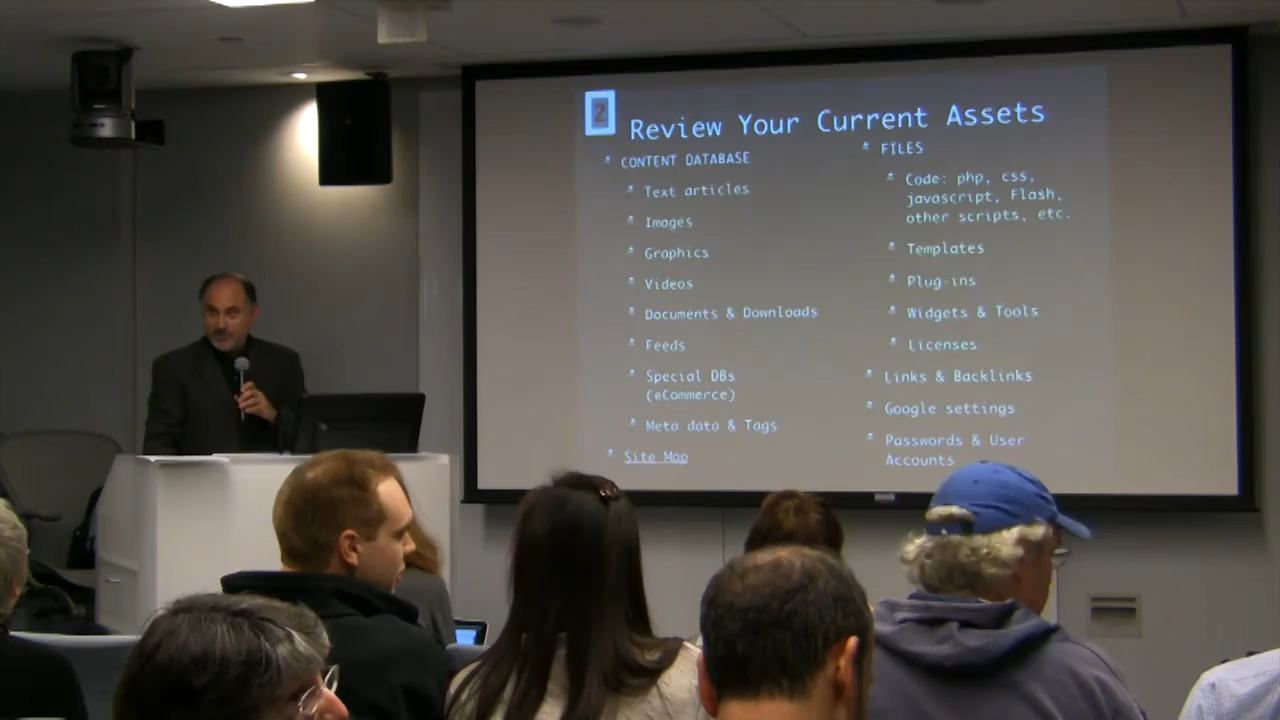 2
Review Your Current Assets
CONTENT DATABASE
Text articles
Images
Graphics
Videos
Documents & Downloads
Feeds
Special DBs
(eCommerce)
Meta data & Tags
Site Map
FILES
Code: php, css,
javascript, Flash,
other scripts, etc.
Templates
Plug-ins
Widgets & Tools
Licenses
Links & Backlinks
Google settings
Passwords & User
Accounts